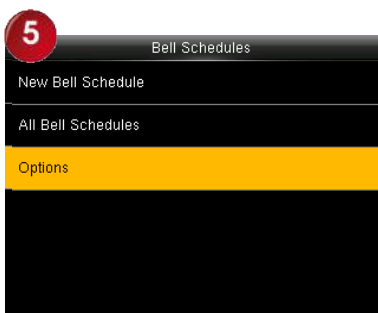 5
Bell Schedules
New Bell Schedule
All Bell Schedules
Options